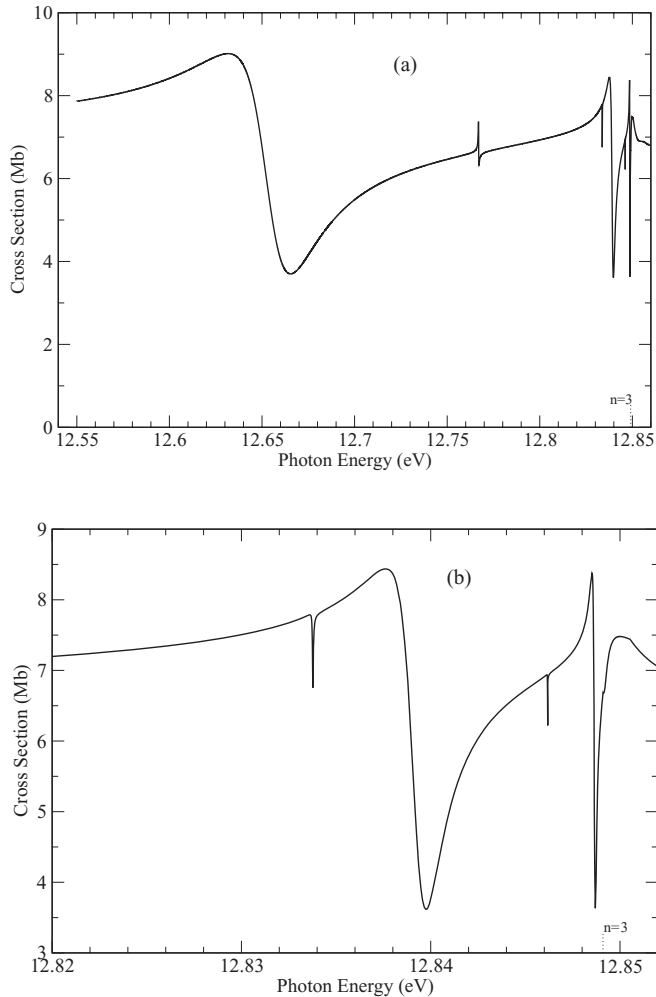 10
(a)
8
6
Cross Section (Mb)
4
2
n=3
0
12.55 12.6 12.65 12.7 12.75 12.8 12.85
Photon Energy (eV)
9
(b)
8
7
6
Cross Section (Mb)
5
4
n=3
3
12.82 12.83 12.84 12.85
Photon Energy (eV)